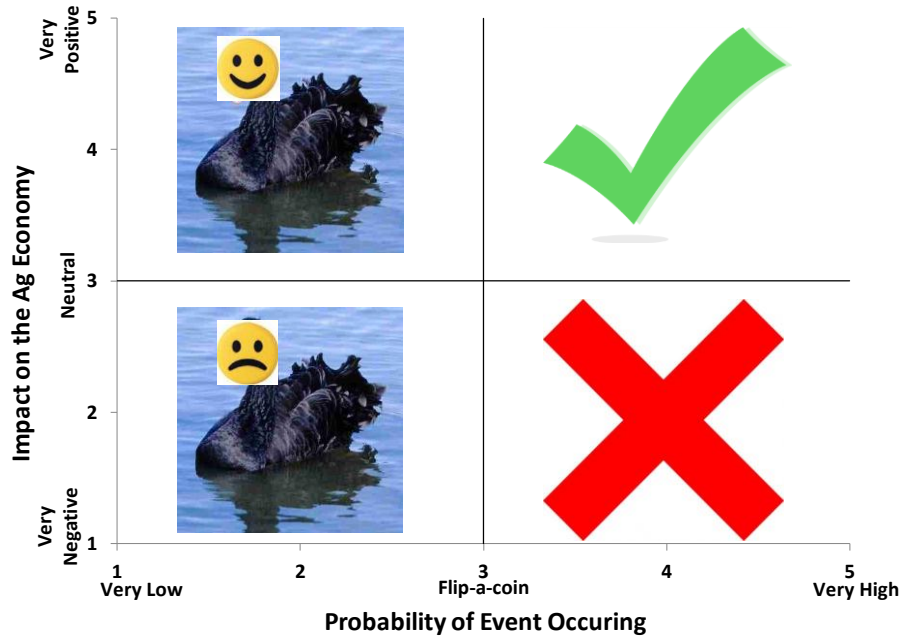 Impact on the Ag Economy
Very
Positive
Neutral
Very
Negative
5
4
3
2
1
1
2
3
4
5
Very Low
Flip-a-coin
Very High
Probability of Event Occuring